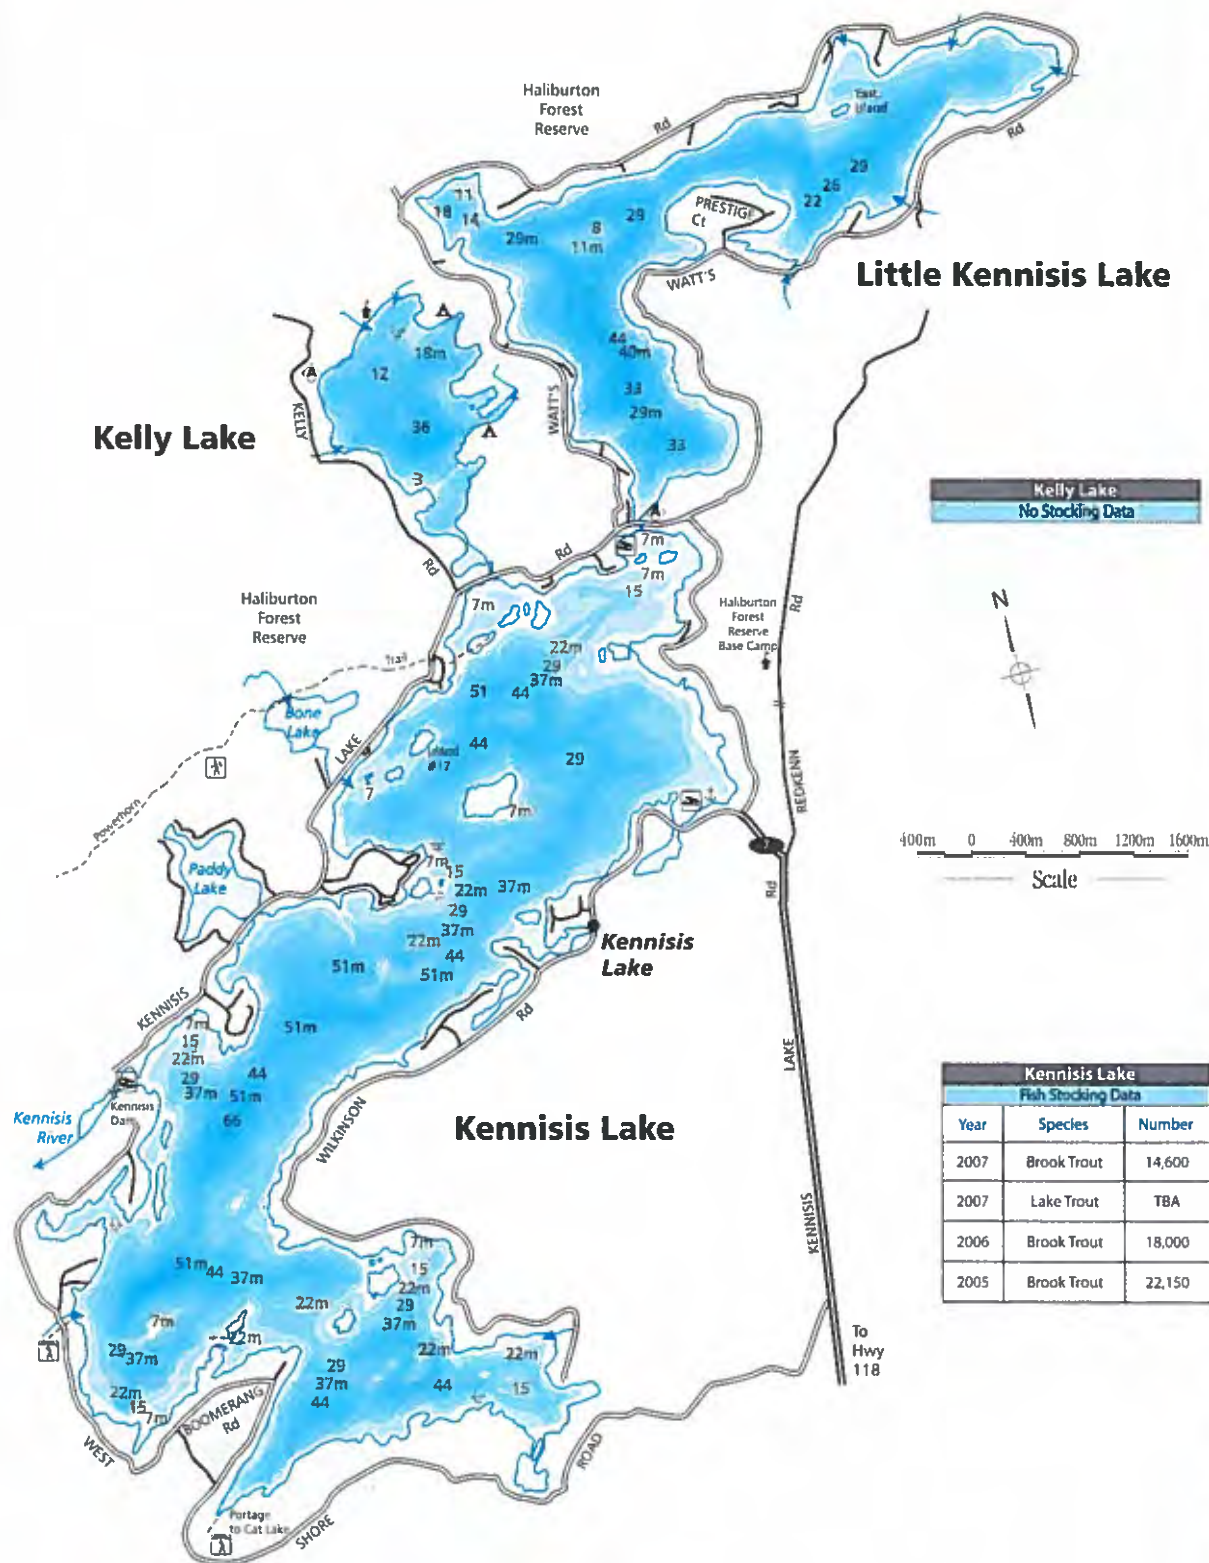 Haliburton
Forest
Reserve
Rd
East
Island
Rd
29
26
22
PRESTIGE
Ct
11
18
14
29m
8
11m
29
WATT'S
Little Kennisis Lake
44
40m
33
29m
33
WATT'S
18m
12
36
3
KELLY
Rd
Kelly Lake
Kelly Lake
No Stocking Data
N
400m 0 400m 800m 1200m 1600m
Scale
Rd
7m
7m
15
7m
Haliburton
Forest
Reserve
Haliburton
Forest
Reserve
Base Camp
Rd
REDKENN
Trail
Powerhorn
Bone
Lake
LAKE
22m
29
37m
51
44
44
29
Island
#17
7
7m
Paddy
Lake
7m
15
22m
37m
29
37m
22m
44
51m
51m
Kennisis
Lake
Rd
Rd
KENNISIS
51m
7m
15
22m
29
37m
44
51m
66
Kennisis
Dam
Kennisis
River
WILKINSON
Kennisis Lake
LAKE
KENNISIS
Kennisis Lake
Fish Stocking Data
Year Species Number
2007 Brook Trout 14,600
2007 Lake Trout TBA
2006 Brook Trout 18,000
2005 Brook Trout 22,150
51m
44
37m
7m
15
22m
29
37m
22m
7m
22m
29
37m
22m
15
7m
22m
22m
29
37m
44
44
15
To
Hwy
118
BOOMERANG
Rd
WEST
SHORE
ROAD
Portage
to Cat Lake